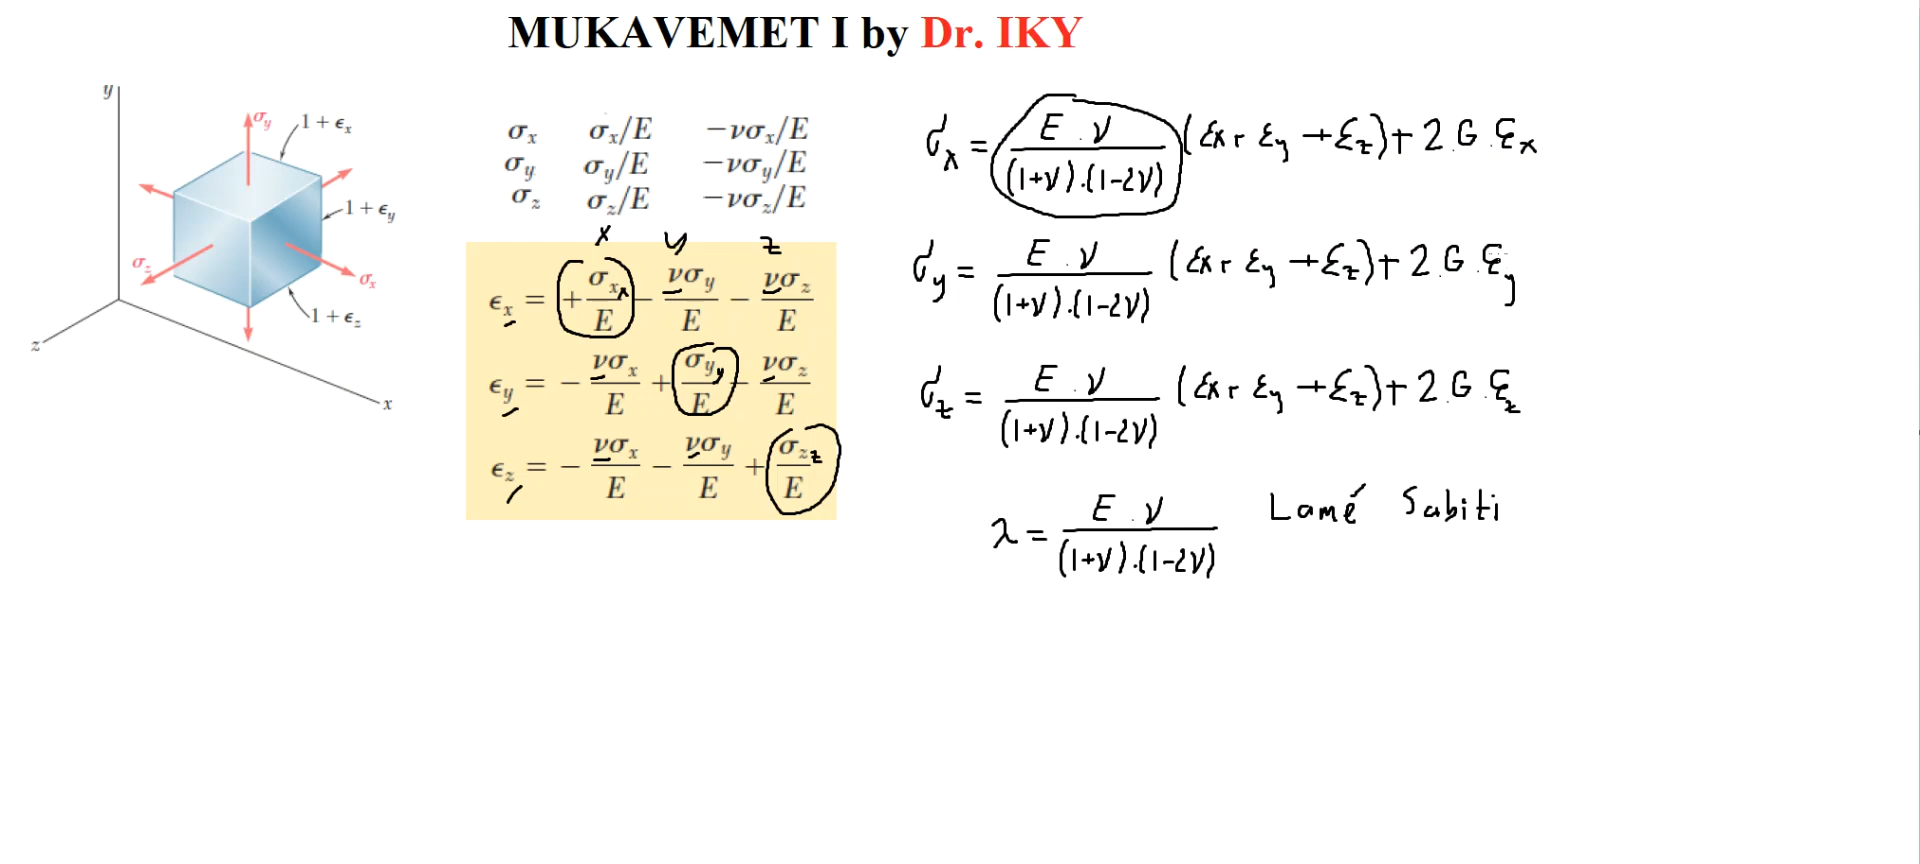 MUKAVEMET I by Dr. IKY
y
σy
1 + ϵx
1 + ϵy
σz
σx
1 + ϵz
z
x
σx σx/E −νσx/E
σy σy/E −νσy/E
σz σz/E −νσz/E
x y z
ϵx = + σx x/E − νσy/E − νσz/E
ϵy = − νσx/E + σy y/E − νσz/E
ϵz = − νσx/E − νσy/E + σz z/E
σx = E.ν/(1+ν).(1-2ν) (εx + εy + εz) + 2.G.εx
σy = E.ν/(1+ν).(1-2ν) (εx + εy + εz) + 2.G.εy
σz = E.ν/(1+ν).(1-2ν) (εx + εy + εz) + 2.G.εz
λ = E.ν/(1+ν).(1-2ν) Lamé Sabiti